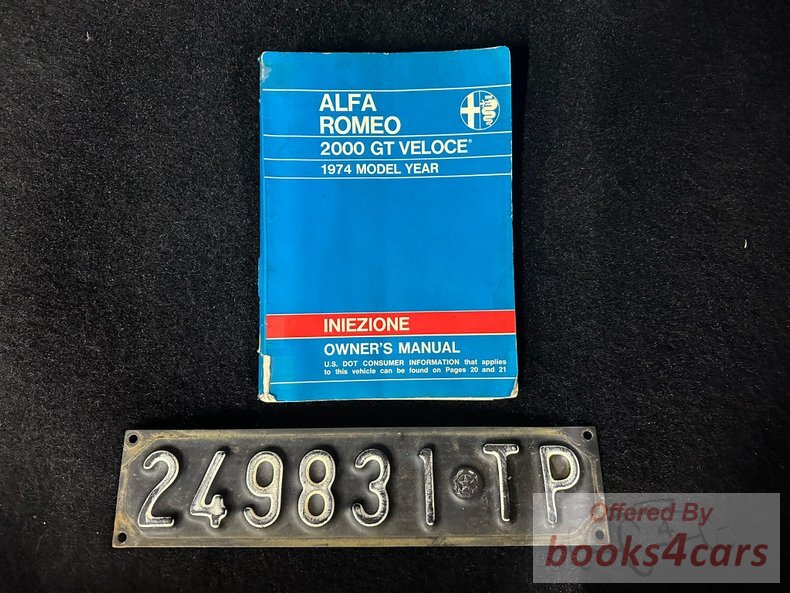 ALFA
ROMEO
2000 GT VELOCE®
1974 MODEL YEAR
INIEZIONE
OWNER'S MANUAL
U.S. DOT CONSUMER INFORMATION that applies
to this vehicle can be found on Pages 20 and 21
249831 TP
Offered By
books4cars